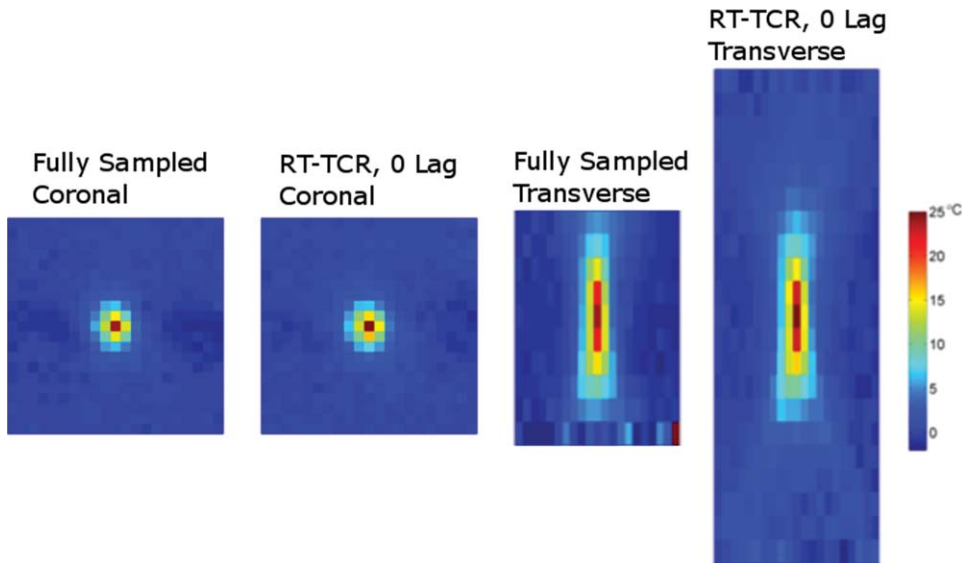 Fully Sampled
Coronal
RT-TCR, 0 Lag
Coronal
Fully Sampled
Transverse
RT-TCR, 0 Lag
Transverse
25 °C
20
15
10
5
0